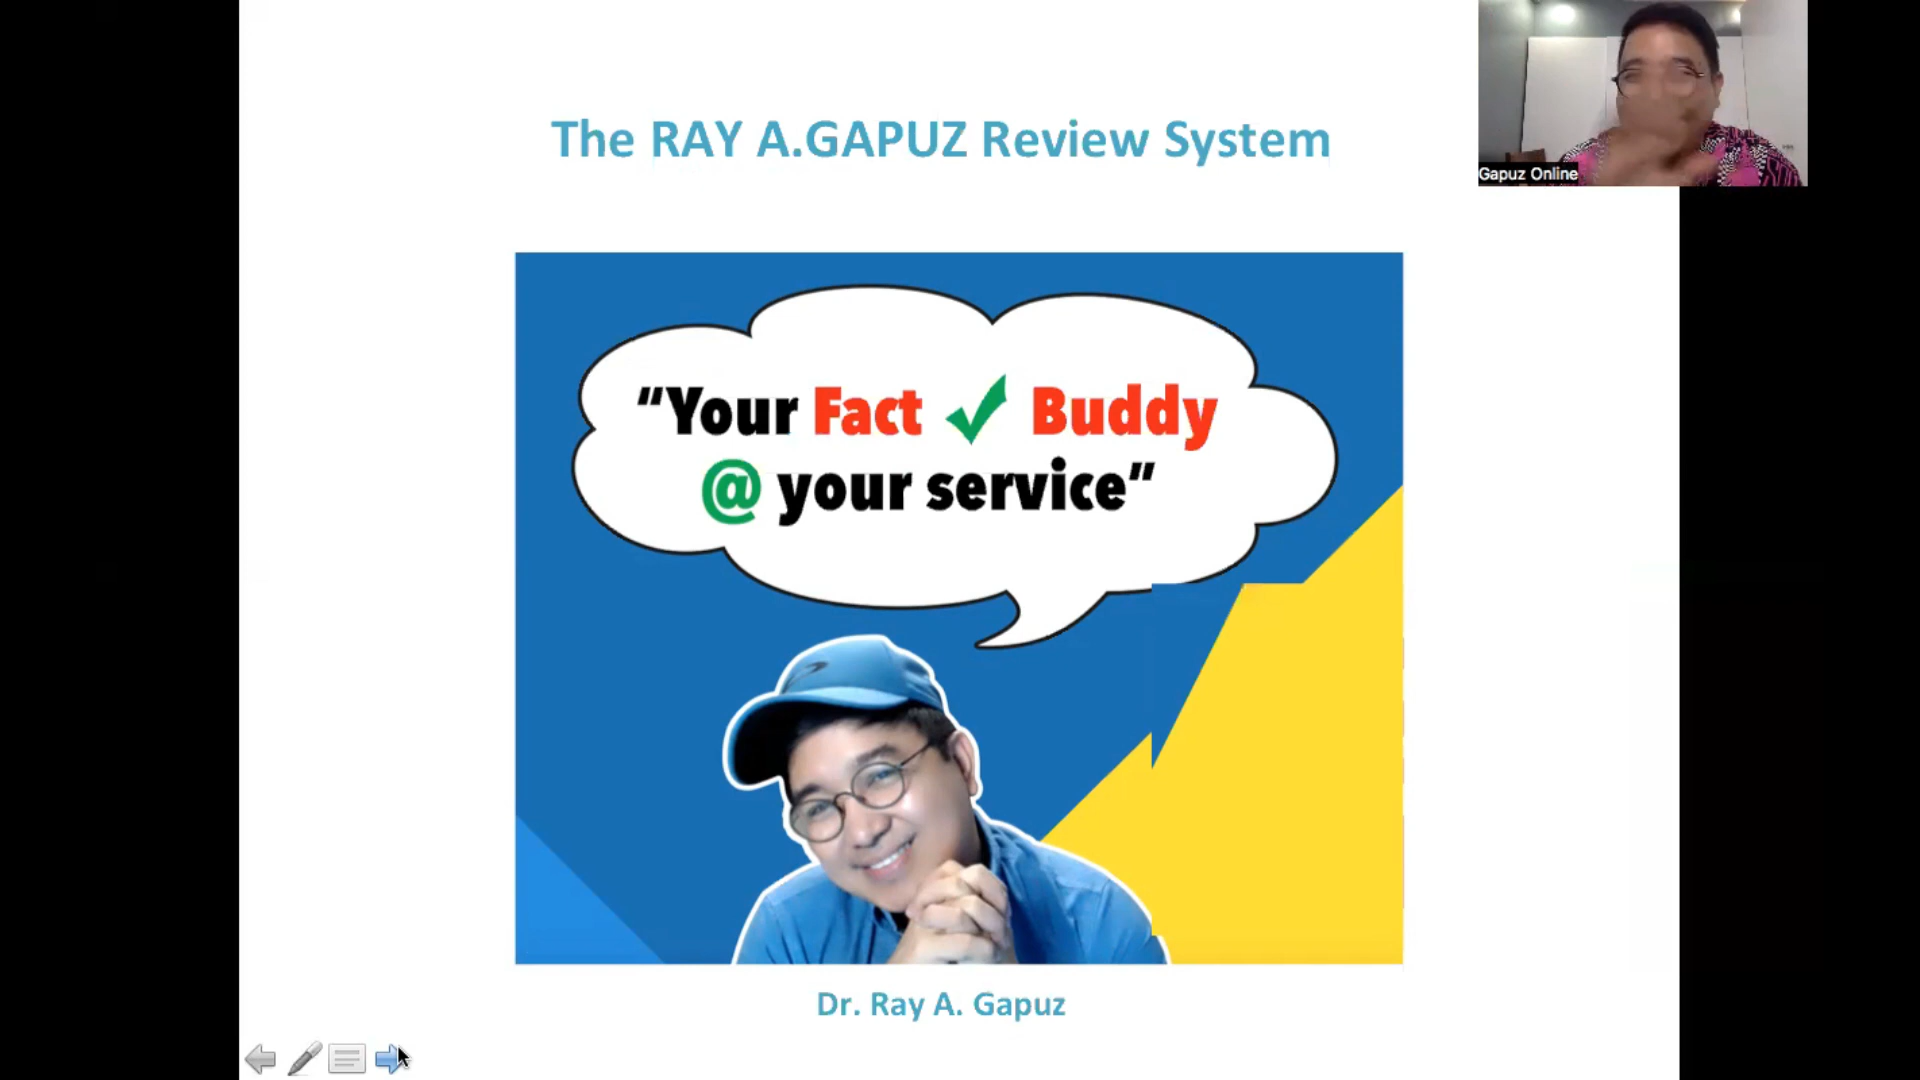 The RAY A.GAPUZ Review System
Gapuz Online
“Your Fact ✓ Buddy
@ your service”
Dr. Ray A. Gapuz